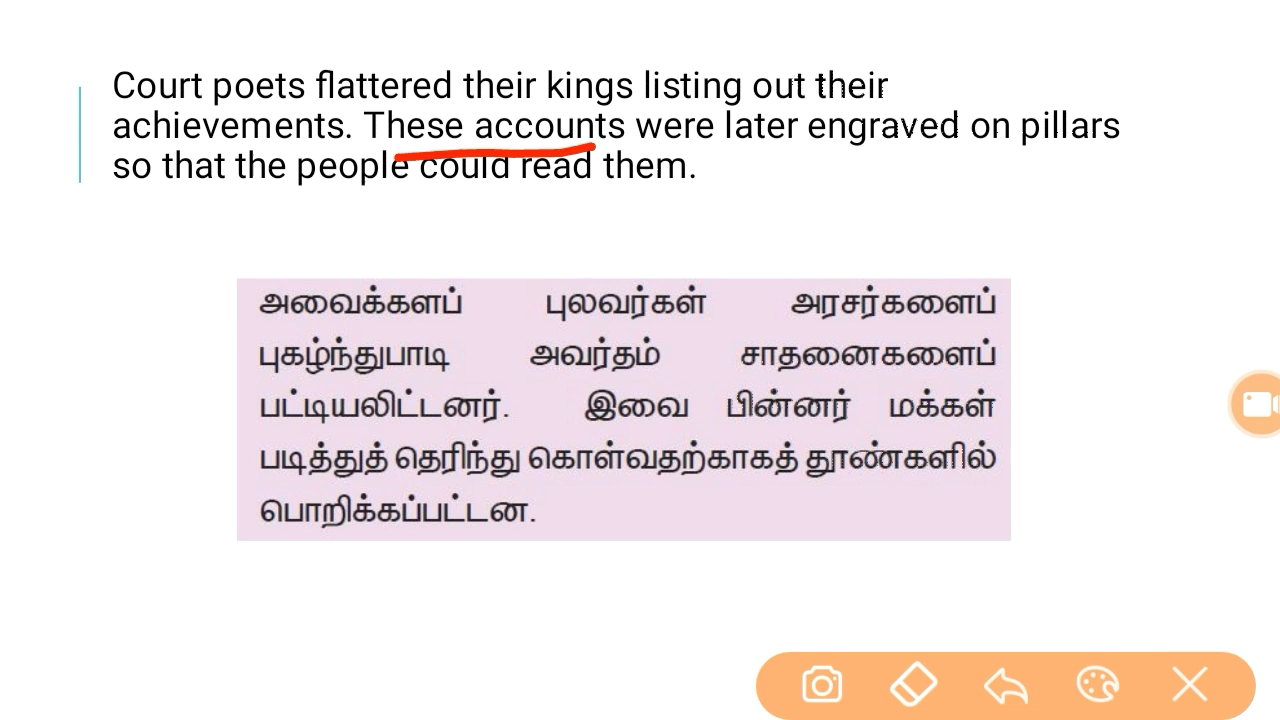 Court poets flattered their kings listing out their
achievements. These accounts were later engraved on pillars
so that the people could read them.
அவைக்களப் புலவர்கள் அரசர்களைப்
புகழ்ந்துபாடி அவர்தம் சாதனைகளைப்
பட்டியலிட்டனர். இவை பின்னர் மக்கள்
படித்துத் தெரிந்து கொள்வதற்காகத் தூண்களில்
பொறிக்கப்பட்டன.